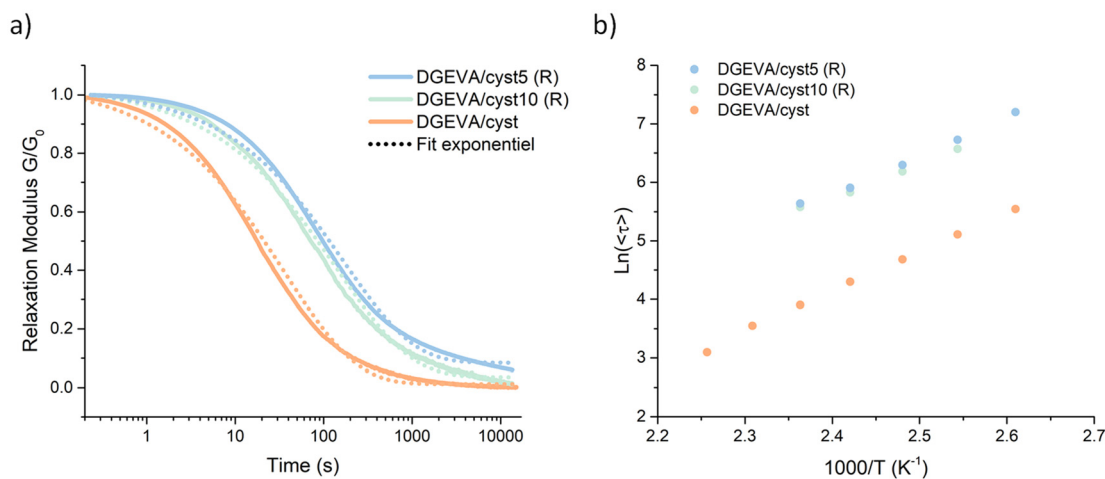 a)
DGEVA/cyst5 (R)
DGEVA/cyst10 (R)
DGEVA/cyst
Fit exponentiel
1.0
0.8
0.6
0.4
0.2
0.0
Relaxation Modulus G/G₀
1
10
100
1000
10000
Time (s)
b)
DGEVA/cyst5 (R)
DGEVA/cyst10 (R)
DGEVA/cyst
8
7
6
5
4
3
2
Ln(<τ>)
2.2
2.3
2.4
2.5
2.6
2.7
1000/T (K⁻¹)